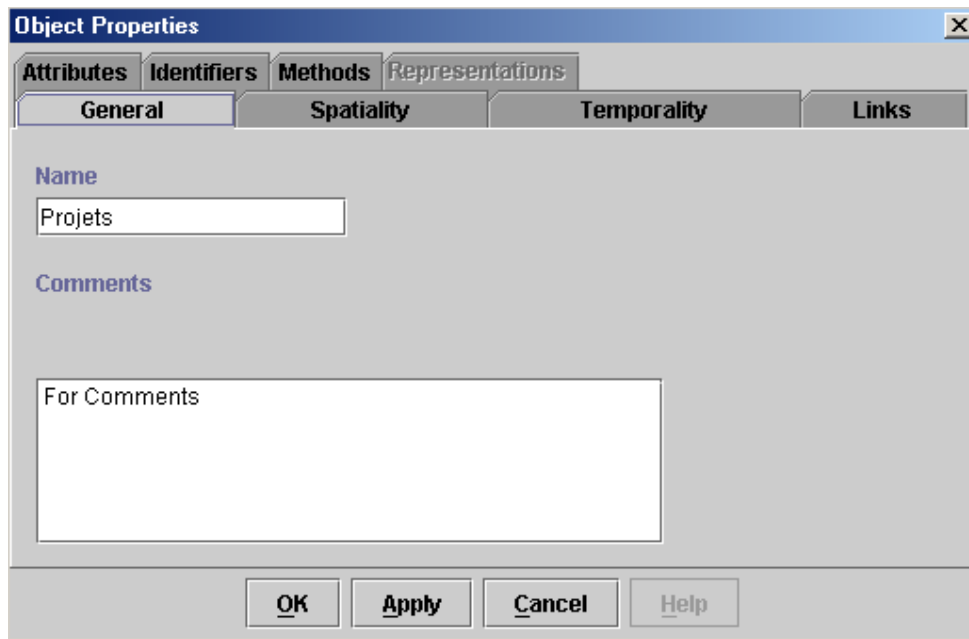 Object Properties
Attributes Identifiers Methods Representations
General Spatiality Temporality Links
Name
Projets
Comments
For Comments
OK Apply Cancel Help